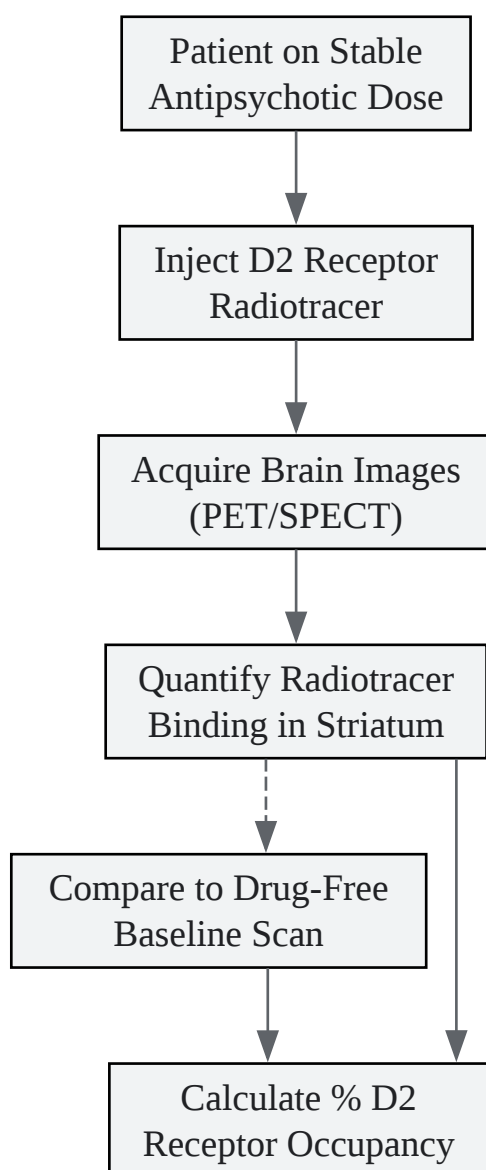 Patient on Stable
Antipsychotic Dose
Inject D2 Receptor
Radiotracer
Acquire Brain Images
(PET/SPECT)
Quantify Radiotracer
Binding in Striatum
Compare to Drug-Free
Baseline Scan
Calculate % D2
Receptor Occupancy